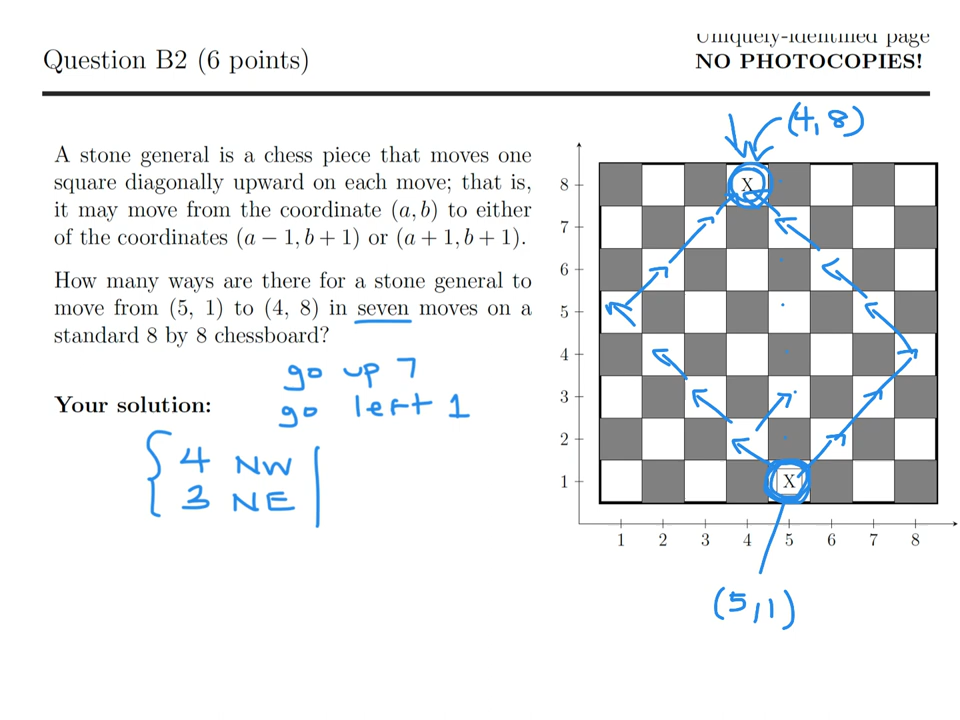 Uniquely-identified page
Question B2 (6 points)
NO PHOTOCOPIES!
A stone general is a chess piece that moves one
square diagonally upward on each move; that is,
it may move from the coordinate (a, b) to either
of the coordinates (a − 1, b + 1) or (a + 1, b + 1).
How many ways are there for a stone general to
move from (5, 1) to (4, 8) in seven moves on a
standard 8 by 8 chessboard?
go up 7
Your solution:
go left 1
4 NW
3 NE
(4, 8)
8
X
7
6
5
4
3
2
1
X
1 2 3 4 5 6 7 8
(5,1)